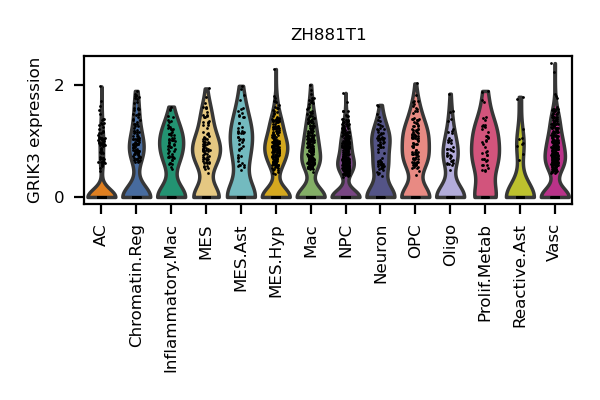 ZH881T1
GRIK3 expression
2
0
AC
Chromatin.Reg
Inflammatory.Mac
MES
MES.Ast
MES.Hyp
Mac
NPC
Neuron
OPC
Oligo
Prolif.Metab
Reactive.Ast
Vasc